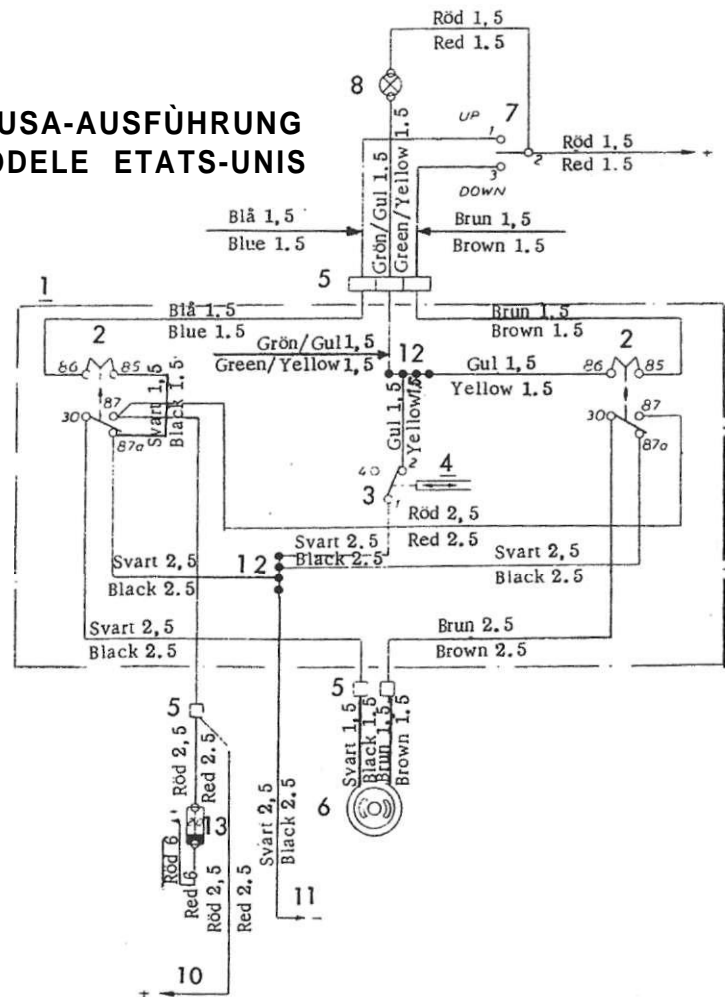 Röd 1,5
Red 1.5
8
USA-AUSFÙHRUNG
ODELE ETATS-UNIS
UP
7
1
2
3
DOWN
Röd 1,5
Red 1.5
+
Grön/Gul 1.5
Green/Yellow 1.5
Blå 1,5
Blue 1.5
Brun 1,5
Brown 1.5
5
1
Blå 1.5
Blue 1.5
Brun 1.5
Brown 1.5
2
2
Grön/Gul 1,5
Green/Yellow 1,5
12
Gul 1,5
Yellow 1.5
86
85
86
85
Svart 1,5
Black 1.5
30
87
87a
30
87
87a
Gul 1,5
Yellow 1.5
40
2
4
3
1
Röd 2,5
Red 2.5
Svart 2.5
Black 2.5
12
Svart 2,5
Black 2.5
Svart 2,5
Black 2.5
Svart 2,5
Black 2.5
Brun 2.5
Brown 2.5
5
5
Svart 1,5
Black 1.5
Brun 1.5
Brown 1.5
6
Röd 2,5
Red 2.5
13
Röd 6
Red 6
Röd 2,5
Red 2.5
Svart 2,5
Black 2.5
11
−
10
+